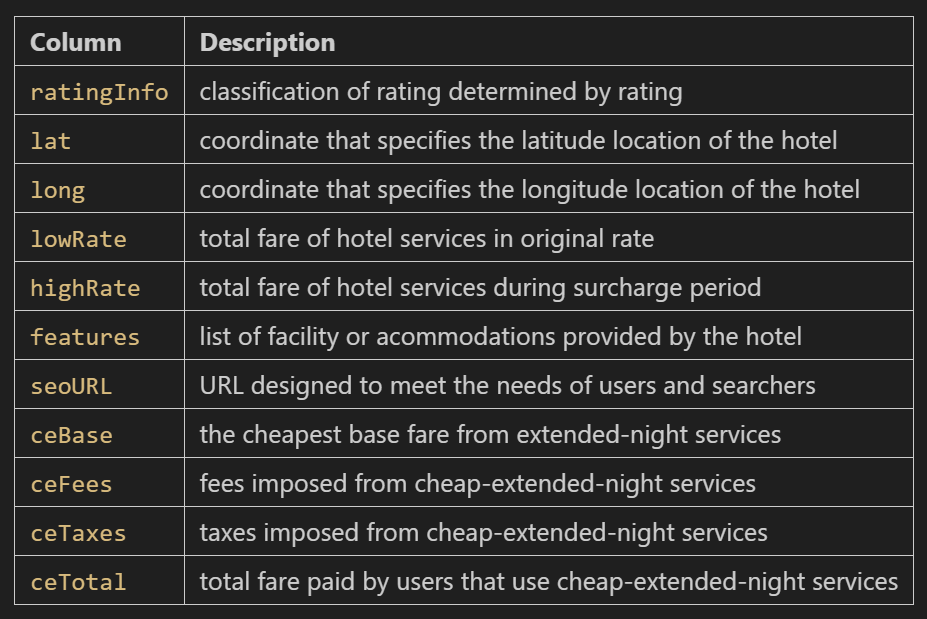 Column Description
ratingInfo classification of rating determined by rating
lat coordinate that specifies the latitude location of the hotel
long coordinate that specifies the longitude location of the hotel
lowRate total fare of hotel services in original rate
highRate total fare of hotel services during surcharge period
features list of facility or acommodations provided by the hotel
seoURL URL designed to meet the needs of users and searchers
ceBase the cheapest base fare from extended-night services
ceFees fees imposed from cheap-extended-night services
ceTaxes taxes imposed from cheap-extended-night services
ceTotal total fare paid by users that use cheap-extended-night services